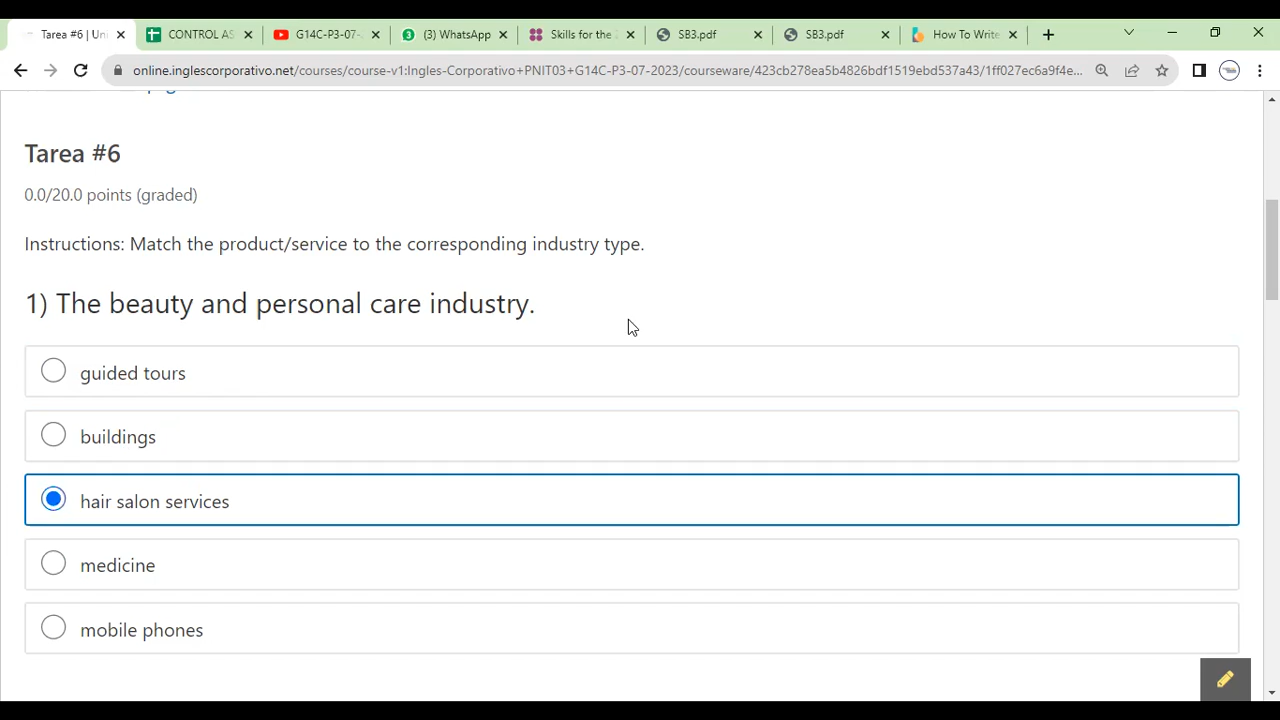 Tarea #6 | Uni
CONTROL AS
G14C-P3-07-
(3) WhatsApp
Skills for the
SB3.pdf
SB3.pdf
How To Write
online.inglescorporativo.net/courses/course-v1:Ingles-Corporativo+PNIT03+G14C-P3-07-2023/courseware/423cb278ea5b4826bdf1519ebd537a43/1ff027ec6a9f4e...
Tarea #6
0.0/20.0 points (graded)
Instructions: Match the product/service to the corresponding industry type.
1) The beauty and personal care industry.
guided tours
buildings
hair salon services
medicine
mobile phones